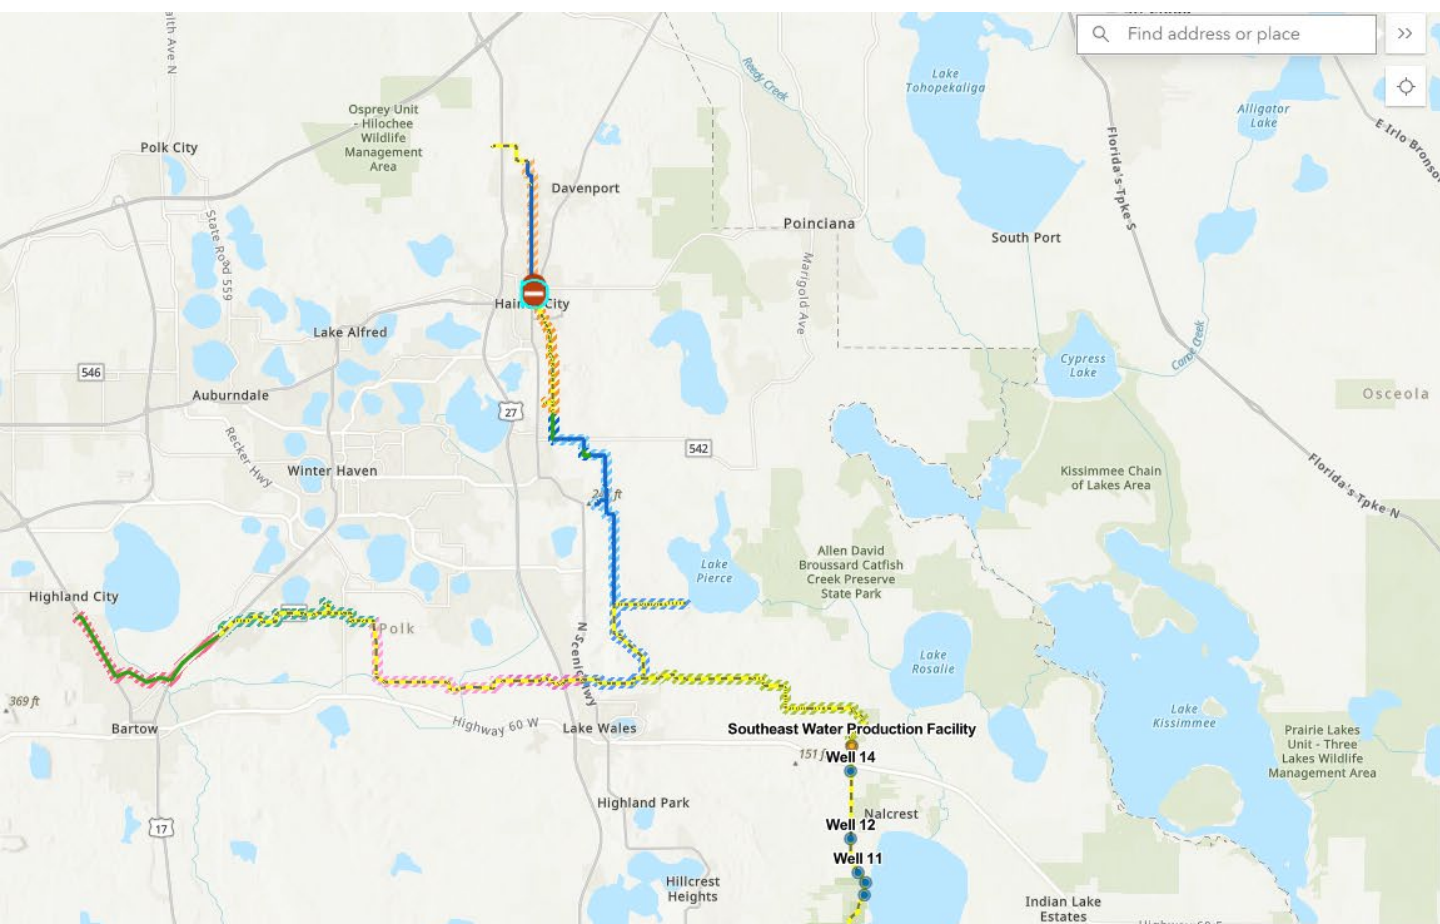 Find address or place
alth Ave N
Lake
Tohopekaliga
Reedy Creek
Alligator
Lake
Osprey Unit
- Hilochee
Wildlife
Management
Area
Polk City
Florida's-Tpke S
Davenport
Poinciana
South Port
State Road 559
Marigold Ave
Lake Alfred
Canoe Creek
Cypress
Lake
546
Auburndale
Osceola
27
Recker Hwy
542
Winter Haven
Kissimmee Chain
of Lakes Area
Florida's-Tpke N
Lake
Pierce
Allen David
Broussard Catfish
Creek Preserve
State Park
Highland City
Polk
N Scenic Hwy
Lake
Rosalie
369 ft
Bartow
Highway 60 W
Lake Wales
Southeast Water Production Facility
Lake
Kissimmee
Prairie Lakes
Unit - Three
Lakes Wildlife
Management Area
151 f
Well 14
Highland Park
Nalcrest
17
Well 12
Well 11
Hillcrest
Heights
Indian Lake
Estates